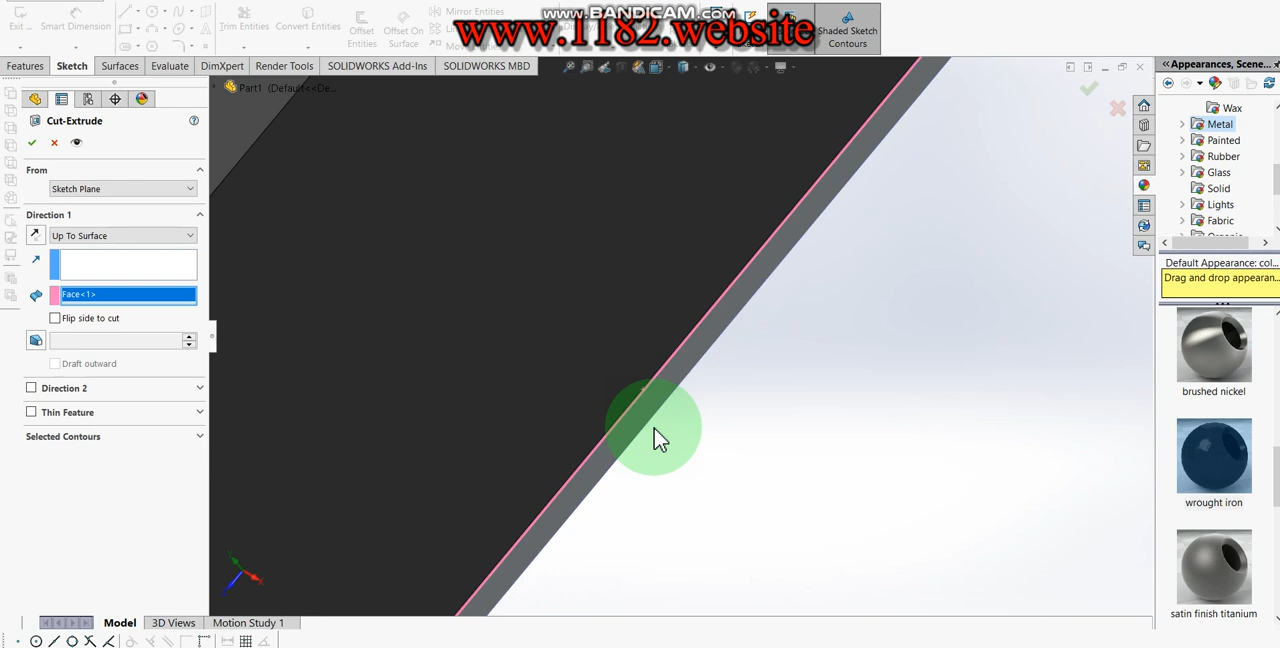 www.BANDICAM.com
www.1182.website
Exit ...
Smart Dimension
Trim Entities
Convert Entities
Offset Entities
Offset On Surface
Mirror Entities
Shaded Sketch Contours
Features
Sketch
Surfaces
Evaluate
DimXpert
Render Tools
SOLIDWORKS Add-Ins
SOLIDWORKS MBD
Part1 (Default<<De...
Cut-Extrude
From
Sketch Plane
Direction 1
Up To Surface
Face<1>
Flip side to cut
Draft outward
Direction 2
Thin Feature
Selected Contours
Appearances, Scene...
Wax
Metal
Painted
Rubber
Glass
Solid
Lights
Fabric
Default Appearance: col...
Drag and drop appearan...
brushed nickel
wrought iron
satin finish titanium
Model
3D Views
Motion Study 1